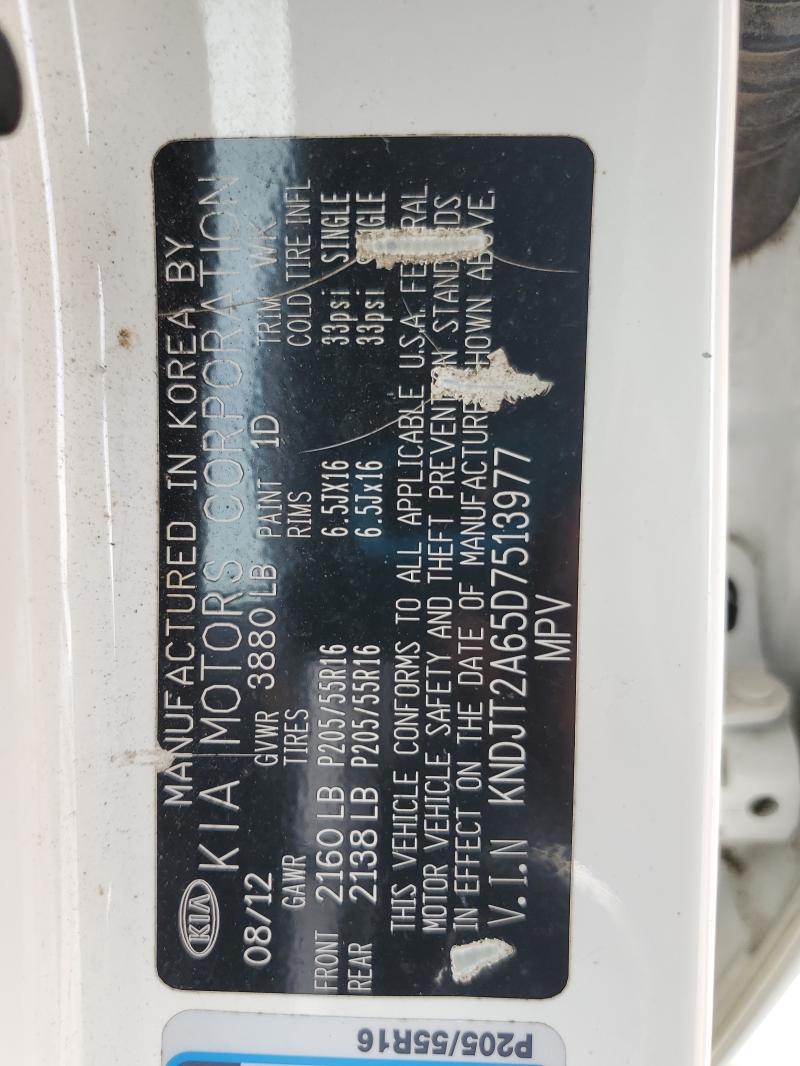 MANUFACTURED IN KOREA BY
KIA KIA MOTORS CORPORATION
08/12 GVWR 3880 LB PAINT 1D TRIM WK
GAWR TIRES RIMS COLD TIRE INFL
FRONT 2160 LB P205/55R16 6.5JX16 33psi SINGLE
REAR 2138 LB P205/55R16 6.5Jx16 33psi
THIS VEHICLE CONFORMS TO ALL APPLICABLE U.S.A.
MOTOR VEHICLE SAFETY AND THEFT
IN EFFECT ON THE DATE OF ABOVE.
V.I.N KNDJT2A65D7513977
MPV
P205/55R16